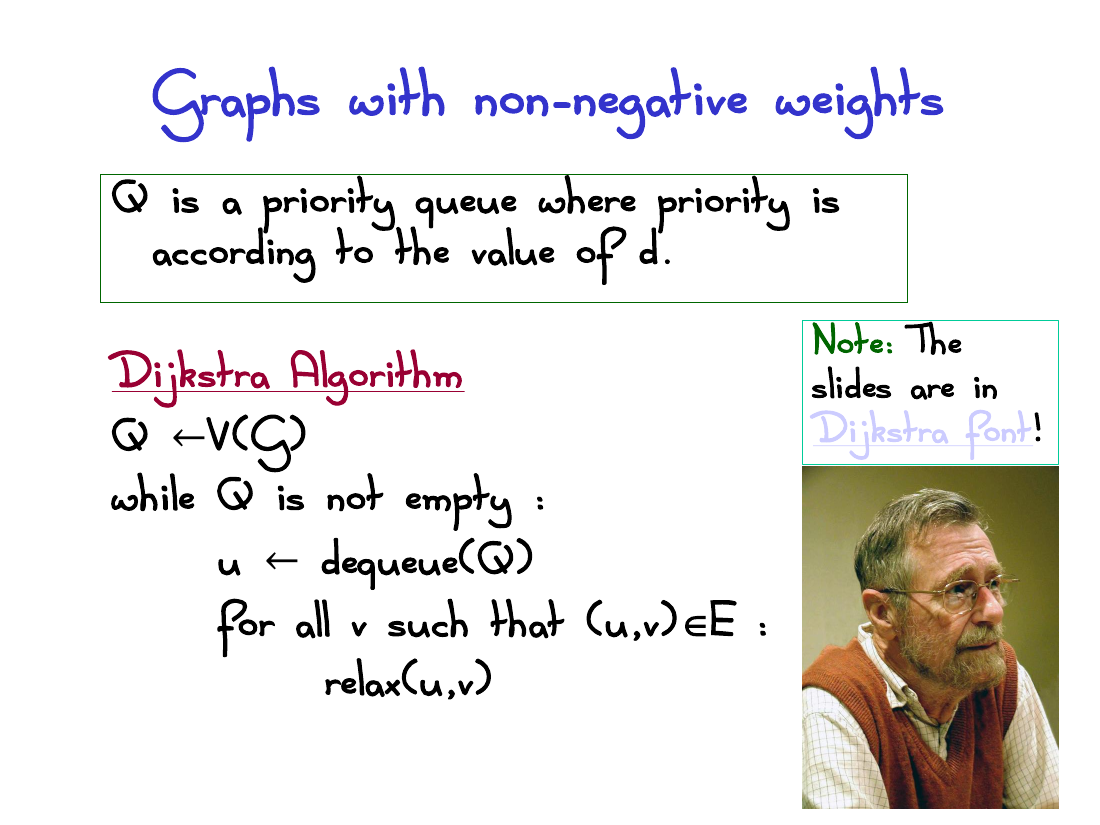 Graphs with non-negative weights
Q is a priority queue where priority is
according to the value of d.
Dijkstra Algorithm
Q ←V(G)
while Q is not empty :
u ← dequeue(Q)
for all v such that (u,v)∈E :
relax(u,v)
Note: The
slides are in
Dijkstra font!